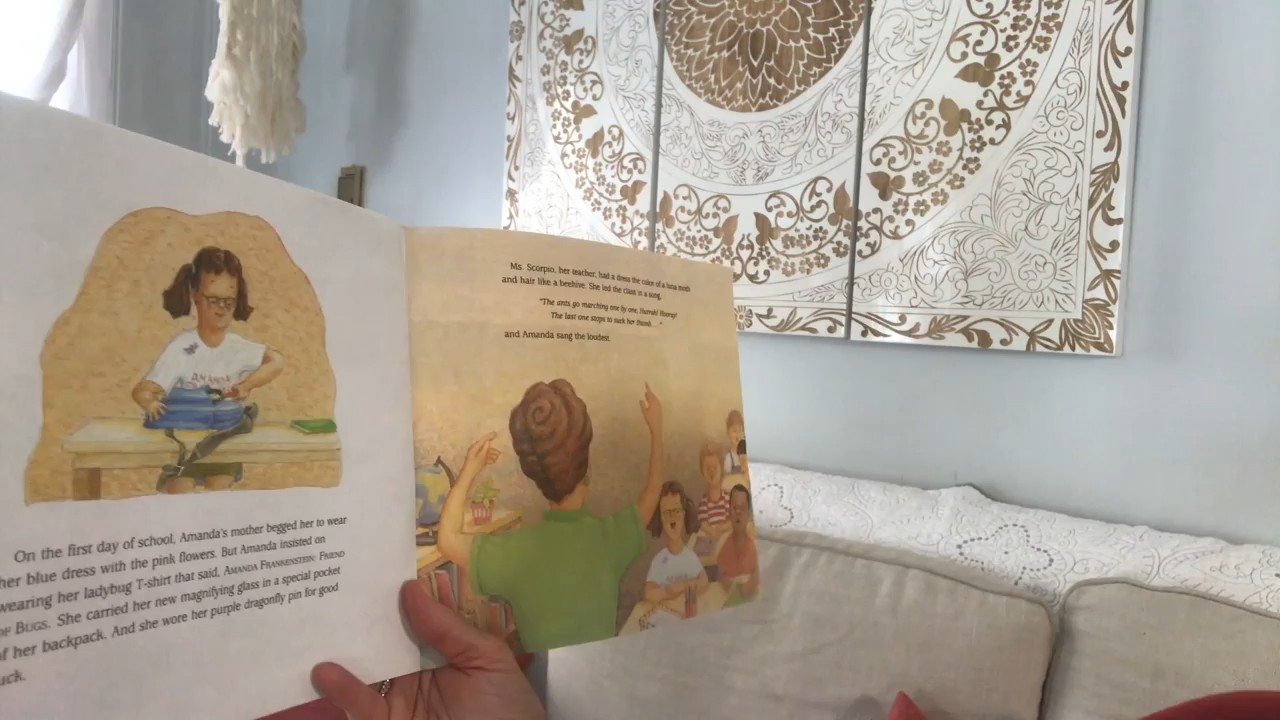 On the first day of school, Amanda's mother begged her to wear
her blue dress with the pink flowers. But Amanda insisted on
wearing her ladybug T-shirt that said, AMANDA FRANKENSTEIN: FRIEND
OF BUGS. She carried her new magnifying glass in a special pocket
of her backpack. And she wore her purple dragonfly pin for good
luck.
Ms. Scorpio, her teacher, had a dress the color of a luna moth
and hair like a beehive. She led the class in a song,
"The ants go marching one by one. Hurrah! Hooray!
The last one stops to suck her thumb. . . ."
and Amanda sang the loudest.